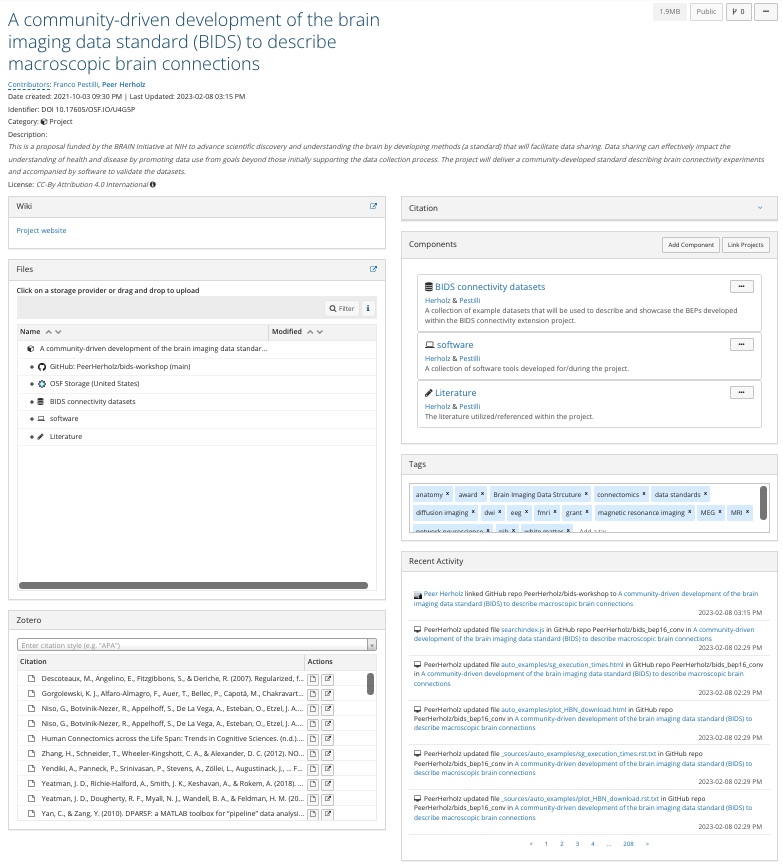 A community-driven development of the brain
imaging data standard (BIDS) to describe
macroscopic brain connections
1.9MB
Public
0
Contributors: Franco Pestilli, Peer Herholz
Date created: 2021-10-03 09:30 PM | Last Updated: 2023-02-08 03:15 PM
Identifier: DOI 10.17605/OSF.IO/U4G5P
Category: Project
Description:
This is a proposal funded by the BRAIN Initiative at NIH to advance scientific discovery and understanding the brain by developing methods (a standard) that will facilitate data sharing. Data sharing can effectively impact the
understanding of health and disease by promoting data use from goals beyond those initially supporting the data collection process. The project will deliver a community-developed standard describing brain connectivity experiments
and accompanied by software to validate the datasets.
License: CC-By Attribution 4.0 International
Wiki
Project website
Files
Click on a storage provider or drag and drop to upload
Filter
Name
Modified
A community-driven development of the brain imaging data standar...
GitHub: PeerHerholz/bids-workshop (main)
OSF Storage (United States)
BIDS connectivity datasets
software
Literature
Zotero
Enter citation style (e.g. "APA")
Citation
Actions
Descoteaux, M., Angelino, E., Fitzgibbons, S., & Deriche, R. (2007). Regularized, f...
Gorgolewski, K. J., Alfaro-Almagro, F., Auer, T., Bellec, P., Capotă, M., Chakravart...
Niso, G., Botvinik-Nezer, R., Appelhoff, S., De La Vega, A., Esteban, O., Etzel, J. A....
Niso, G., Botvinik-Nezer, R., Appelhoff, S., De La Vega, A., Esteban, O., Etzel, J. A....
Human Connectomics across the Life Span: Trends in Cognitive Sciences. (n.d.)....
Zhang, H., Schneider, T., Wheeler-Kingshott, C. A., & Alexander, D. C. (2012). NO...
Yendiki, A., Panneck, P., Srinivasan, P., Stevens, A., Zöllei, L., Augustinack, J., ... F...
Yeatman, J. D., Richie-Halford, A., Smith, J. K., Keshavan, A., & Rokem, A. (2018). ...
Yeatman, J. D., Dougherty, R. F., Myall, N. J., Wandell, B. A., & Feldman, H. M. (20...
Yan, C., & Zang, Y. (2010). DPARSF: a MATLAB toolbox for "pipeline" data analysi...
Citation
Components
Add Component
Link Projects
BIDS connectivity datasets
Herholz & Pestilli
A collection of example datasets that will be used to describe and showcase the BEPs developed
within the BIDS connectivity extension project.
software
Herholz & Pestilli
A collection of software tools developed for/during the project.
Literature
Herholz & Pestilli
The literature utilized/referenced within the project.
Tags
anatomy x award x Brain Imaging Data Strcuture x connectomics x data standards x
diffusion imaging x dwi x eeg x fmri x grant x magnetic resonance imaging x MEG x MRI x
network neuroscience x nih x white matter x Add a tag
Recent Activity
Peer Herholz linked GitHub repo PeerHerholz/bids-workshop to A community-driven development of the brain
imaging data standard (BIDS) to describe macroscopic brain connections
2023-02-08 03:15 PM
PeerHerholz updated file searchindex.js in GitHub repo PeerHerholz/bids_bep16_conv in A community-driven
development of the brain imaging data standard (BIDS) to describe macroscopic brain connections
2023-02-08 02:29 PM
PeerHerholz updated file auto_examples/sg_execution_times.html in GitHub repo PeerHerholz/bids_bep16_conv
in A community-driven development of the brain imaging data standard (BIDS) to describe macroscopic brain
connections
2023-02-08 02:29 PM
PeerHerholz updated file auto_examples/plot_HBN_download.html in GitHub repo
PeerHerholz/bids_bep16_conv in A community-driven development of the brain imaging data standard (BIDS) to
describe macroscopic brain connections
2023-02-08 02:29 PM
PeerHerholz updated file _sources/auto_examples/sg_execution_times.rst.txt in GitHub repo
PeerHerholz/bids_bep16_conv in A community-driven development of the brain imaging data standard (BIDS) to
describe macroscopic brain connections
2023-02-08 02:29 PM
PeerHerholz updated file _sources/auto_examples/plot_HBN_download.rst.txt in GitHub repo
PeerHerholz/bids_bep16_conv in A community-driven development of the brain imaging data standard (BIDS) to
describe macroscopic brain connections
2023-02-08 02:29 PM
< 1 2 3 4 ... 208 >